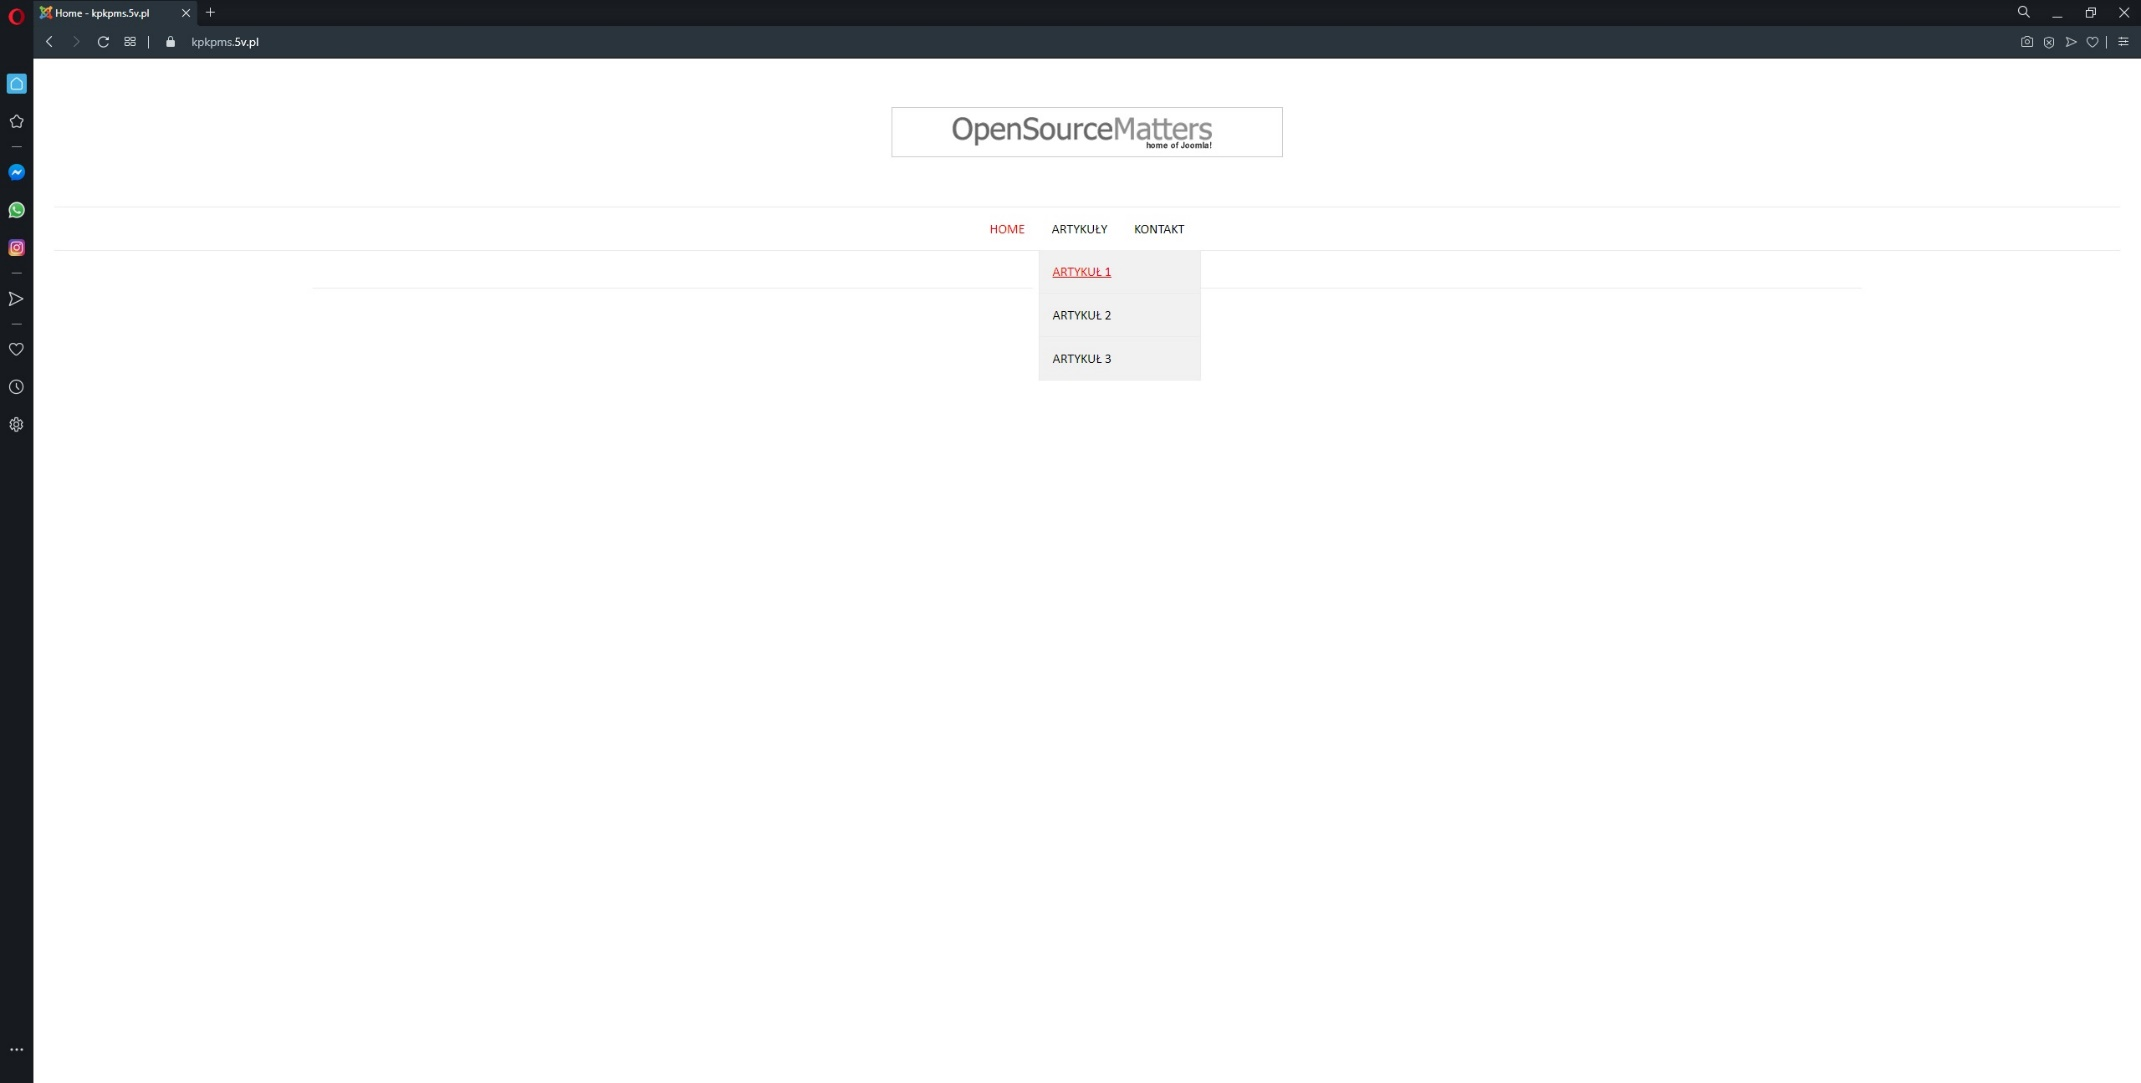 Home - kpkpms.5v.pl
kpkpms.5v.pl
OpenSourceMatters
home of Joomla!
HOME ARTYKUŁY KONTAKT
ARTYKUŁ 1
ARTYKUŁ 2
ARTYKUŁ 3